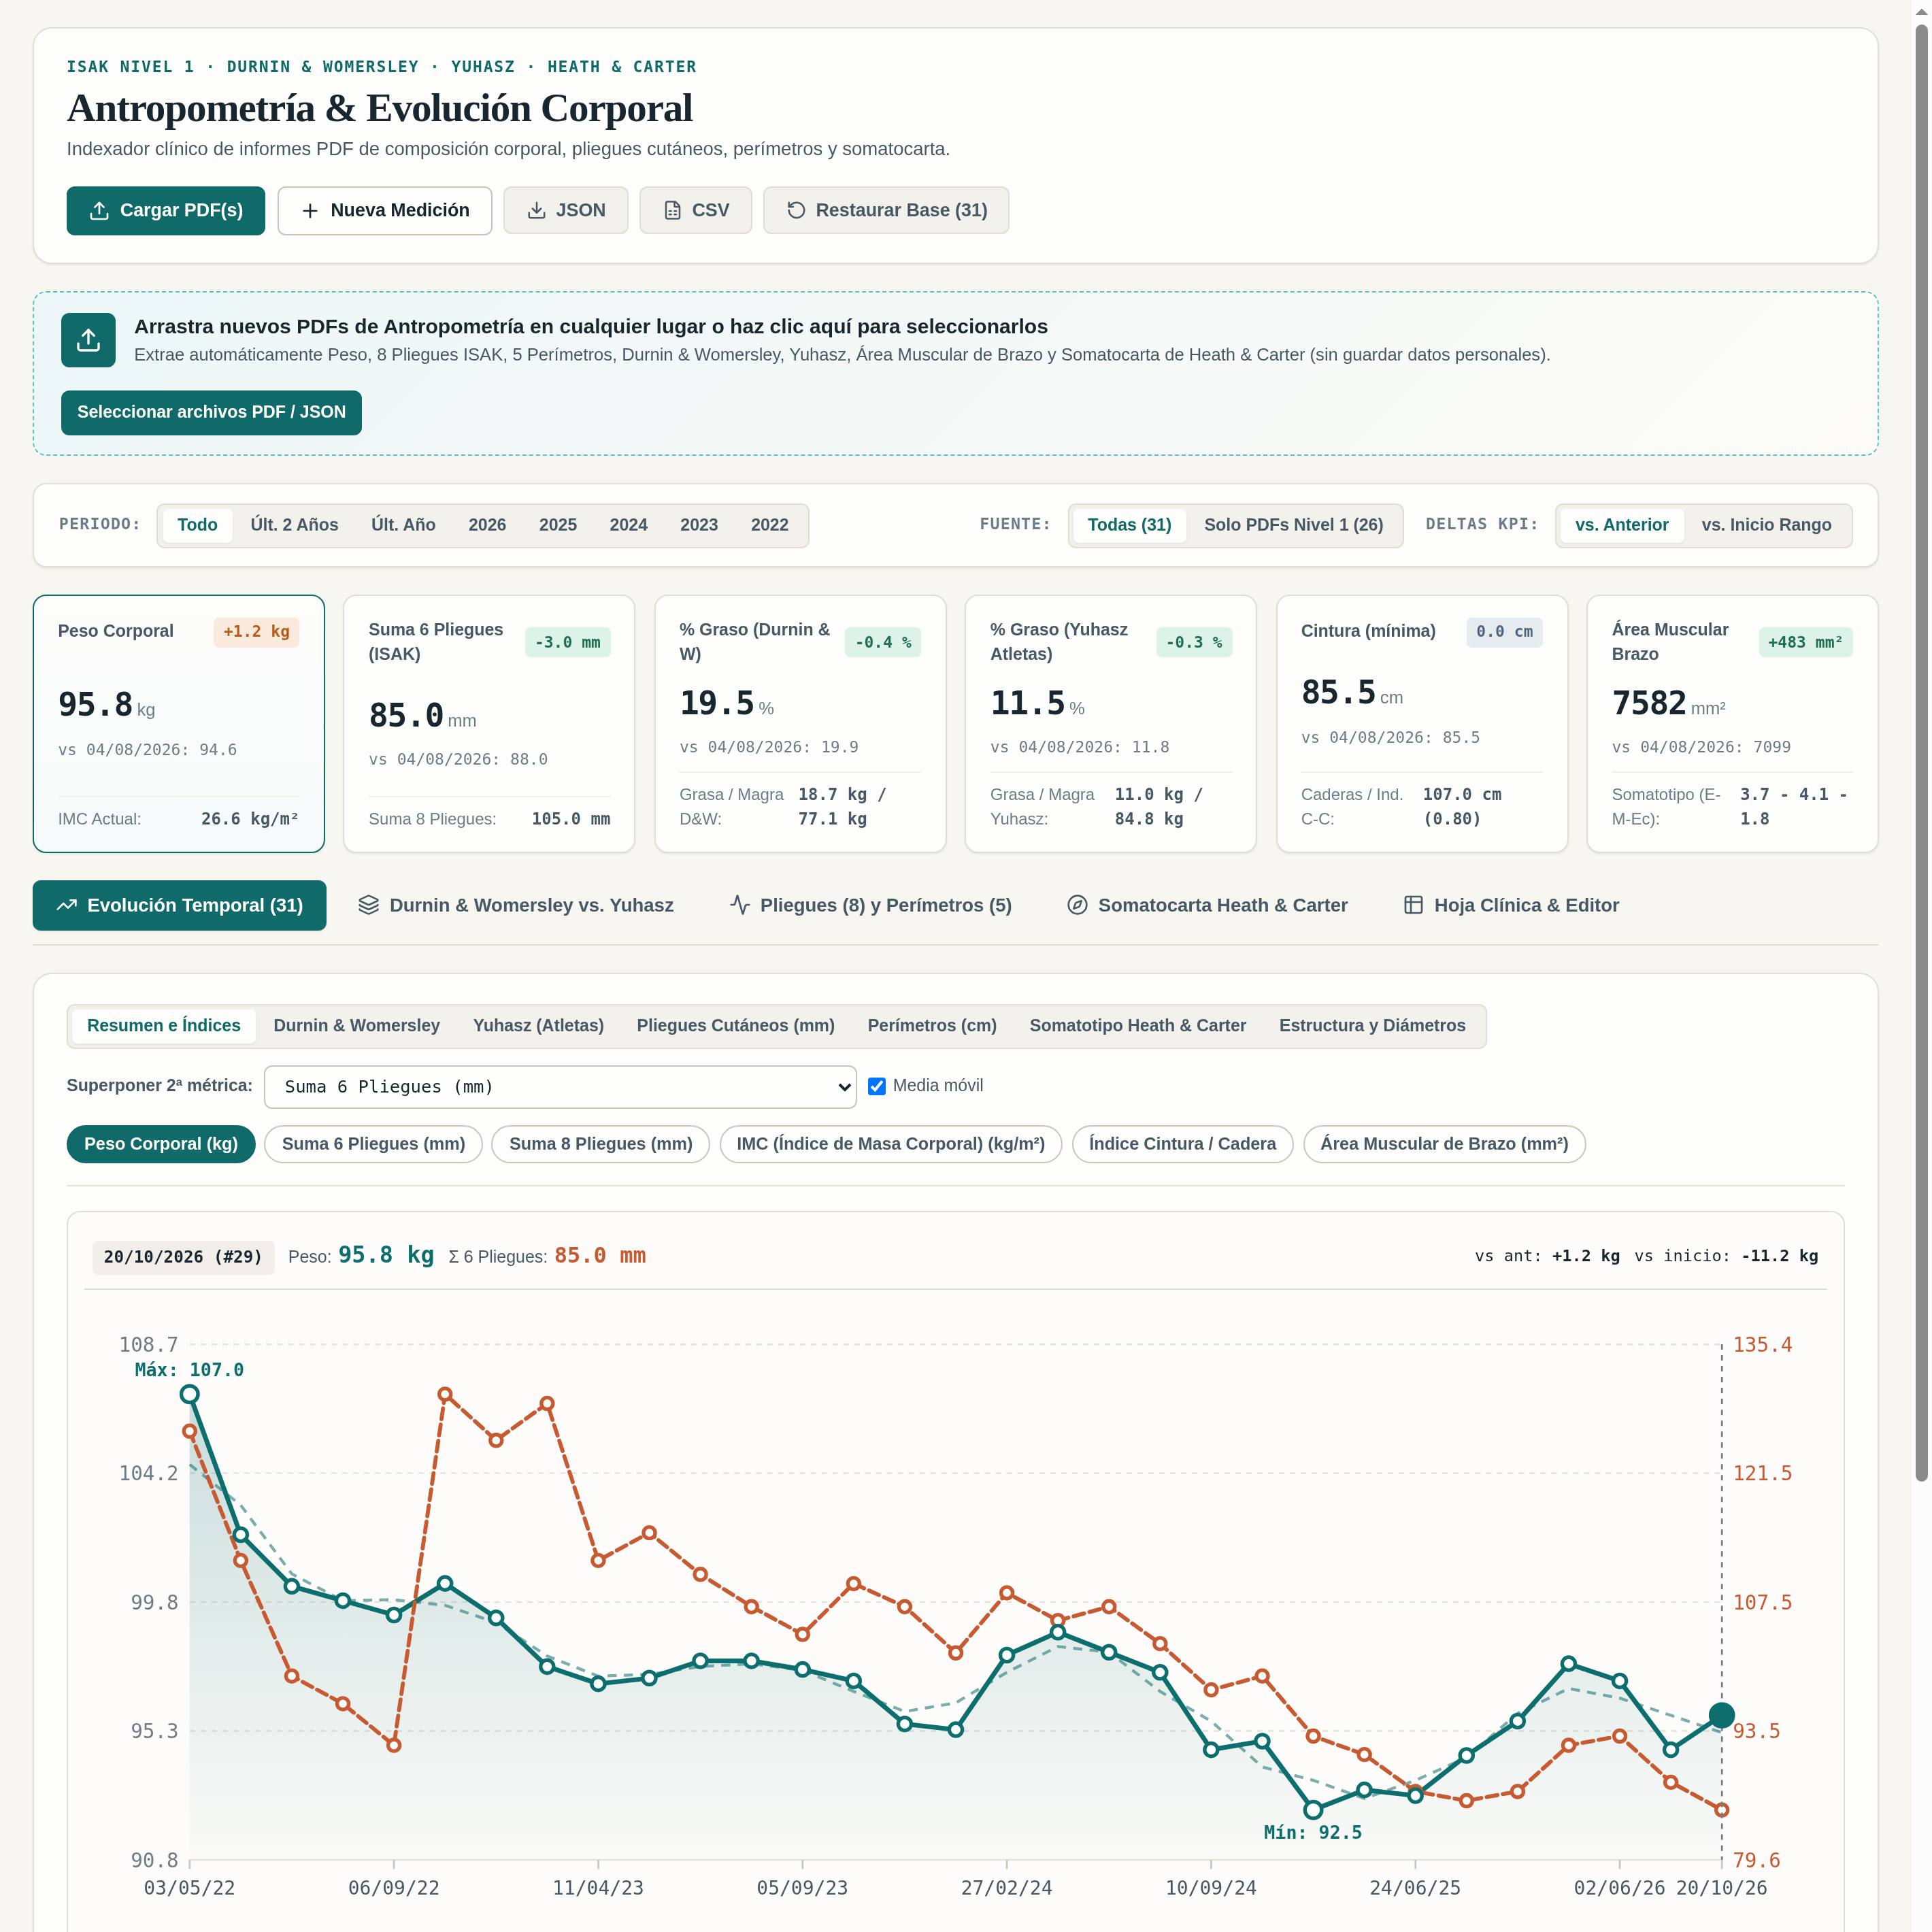 ISAK NIVEL 1 · DURNIN & WOMERSLEY · YUHASZ · HEATH & CARTER
Antropometría & Evolución Corporal
Indexador clínico de informes PDF de composición corporal, pliegues cutáneos, perímetros y somatocarta.
Cargar PDF(s)
Nueva Medición
JSON
CSV
Restaurar Base (31)
Arrastra nuevos PDFs de Antropometría en cualquier lugar o haz clic aquí para seleccionarlos
Extrae automáticamente Peso, 8 Pliegues ISAK, 5 Perímetros, Durnin & Womersley, Yuhasz, Área Muscular de Brazo y Somatocarta de Heath & Carter (sin guardar datos personales).
Seleccionar archivos PDF / JSON
PERIODO: Todo Últ. 2 Años Últ. Año 2026 2025 2024 2023 2022
FUENTE: Todas (31) Solo PDFs Nivel 1 (26)
DELTAS KPI: vs. Anterior vs. Inicio Rango
Peso Corporal
+1.2 kg
95.8 kg
vs 04/08/2026: 94.6
IMC Actual: 26.6 kg/m²
Suma 6 Pliegues
(ISAK)
-3.0 mm
85.0 mm
vs 04/08/2026: 88.0
Suma 8 Pliegues: 105.0 mm
% Graso (Durnin &
W)
-0.4 %
19.5 %
vs 04/08/2026: 19.9
Grasa / Magra
D&W:
18.7 kg /
77.1 kg
% Graso (Yuhasz
Atletas)
-0.3 %
11.5 %
vs 04/08/2026: 11.8
Grasa / Magra
Yuhasz:
11.0 kg /
84.8 kg
Cintura (mínima)
0.0 cm
85.5 cm
vs 04/08/2026: 85.5
Caderas / Ind.
C-C:
107.0 cm
(0.80)
Área Muscular
Brazo
+483 mm²
7582 mm²
vs 04/08/2026: 7099
Somatotipo (E-
M-Ec):
3.7 - 4.1 -
1.8
Evolución Temporal (31)
Durnin & Womersley vs. Yuhasz
Pliegues (8) y Perímetros (5)
Somatocarta Heath & Carter
Hoja Clínica & Editor
Resumen e Índices
Durnin & Womersley
Yuhasz (Atletas)
Pliegues Cutáneos (mm)
Perímetros (cm)
Somatotipo Heath & Carter
Estructura y Diámetros
Superponer 2ª métrica: Suma 6 Pliegues (mm)
Media móvil
Peso Corporal (kg)
Suma 6 Pliegues (mm)
Suma 8 Pliegues (mm)
IMC (Índice de Masa Corporal) (kg/m²)
Índice Cintura / Cadera
Área Muscular de Brazo (mm²)
20/10/2026 (#29) Peso: 95.8 kg Σ 6 Pliegues: 85.0 mm
vs ant: +1.2 kg vs inicio: -11.2 kg
108.7
135.4
Máx: 107.0
104.2
121.5
99.8
107.5
95.3
93.5
Mín: 92.5
90.8
79.6
03/05/22
06/09/22
11/04/23
05/09/23
27/02/24
10/09/24
24/06/25
02/06/26
20/10/26